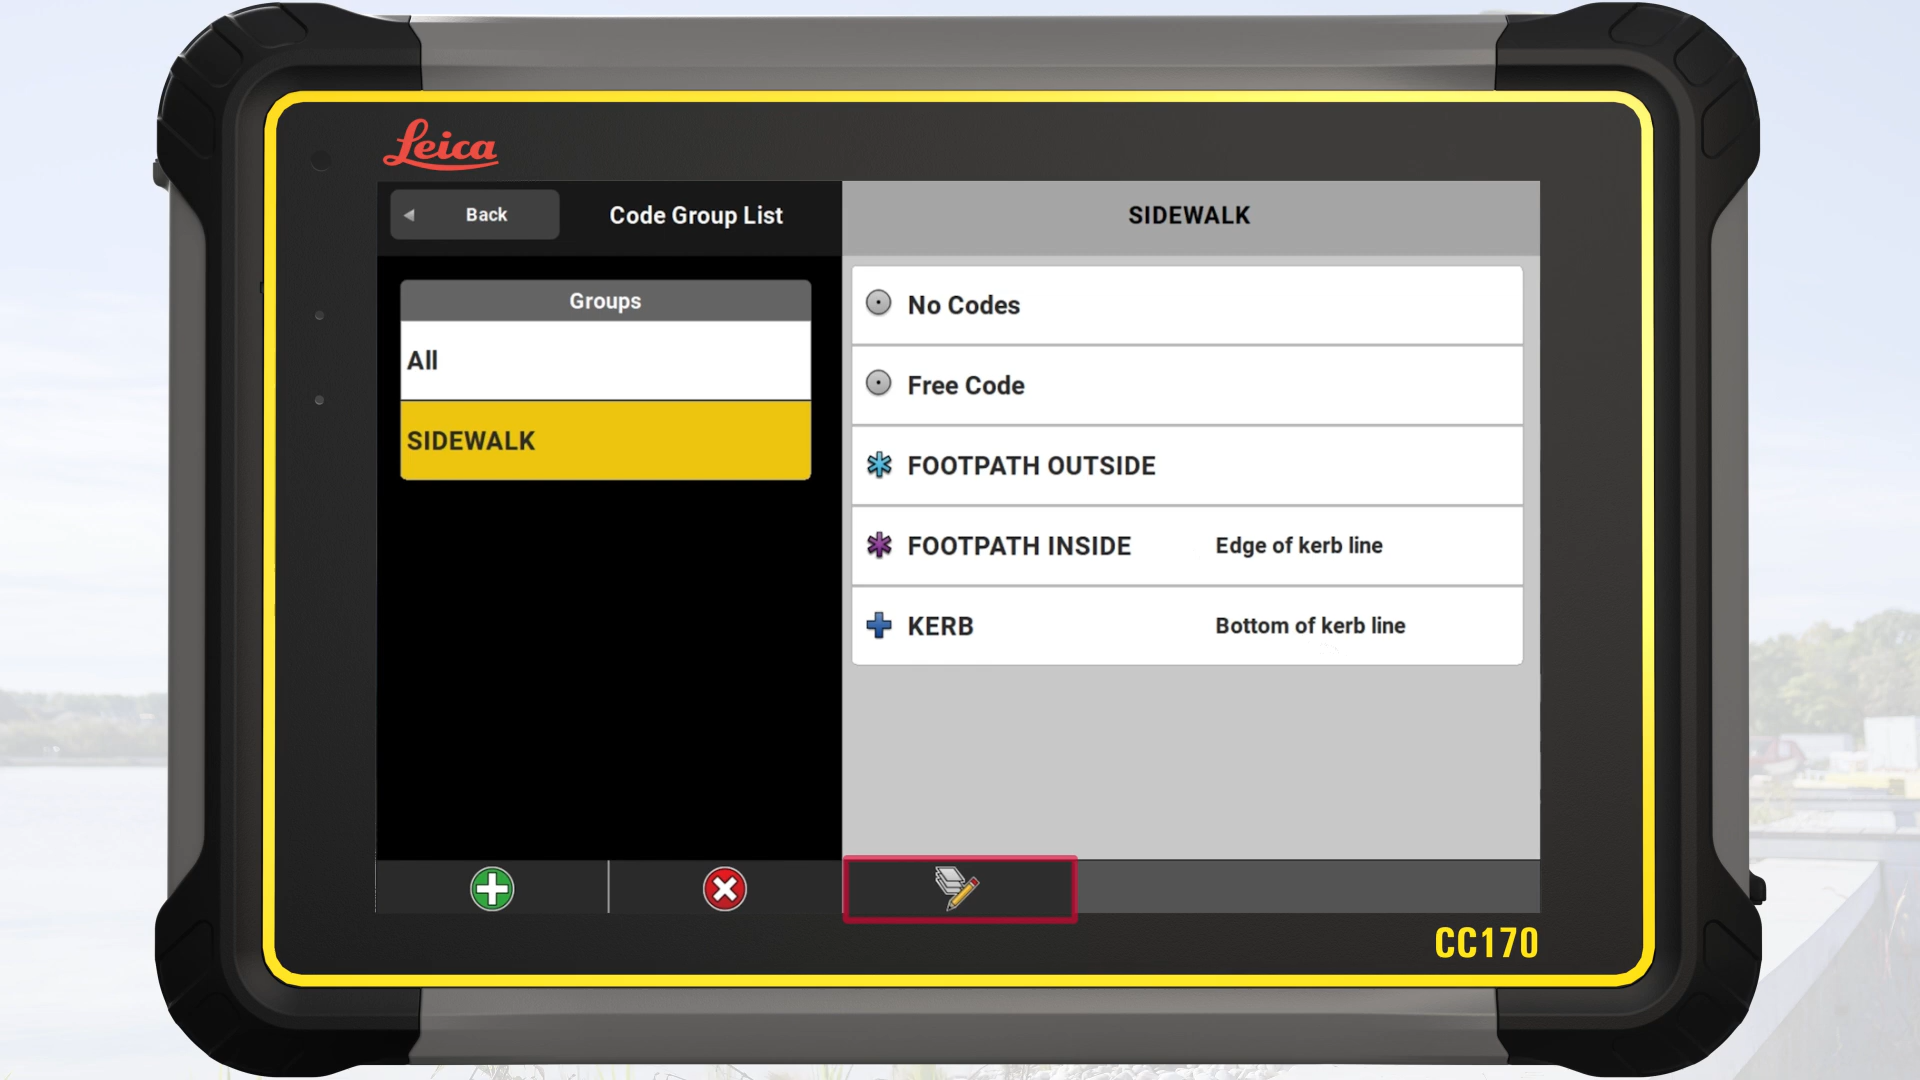 Leica
Back
Code Group List
SIDEWALK
Groups
All
SIDEWALK
No Codes
Free Code
FOOTPATH OUTSIDE
FOOTPATH INSIDE Edge of kerb line
KERB Bottom of kerb line
CC170